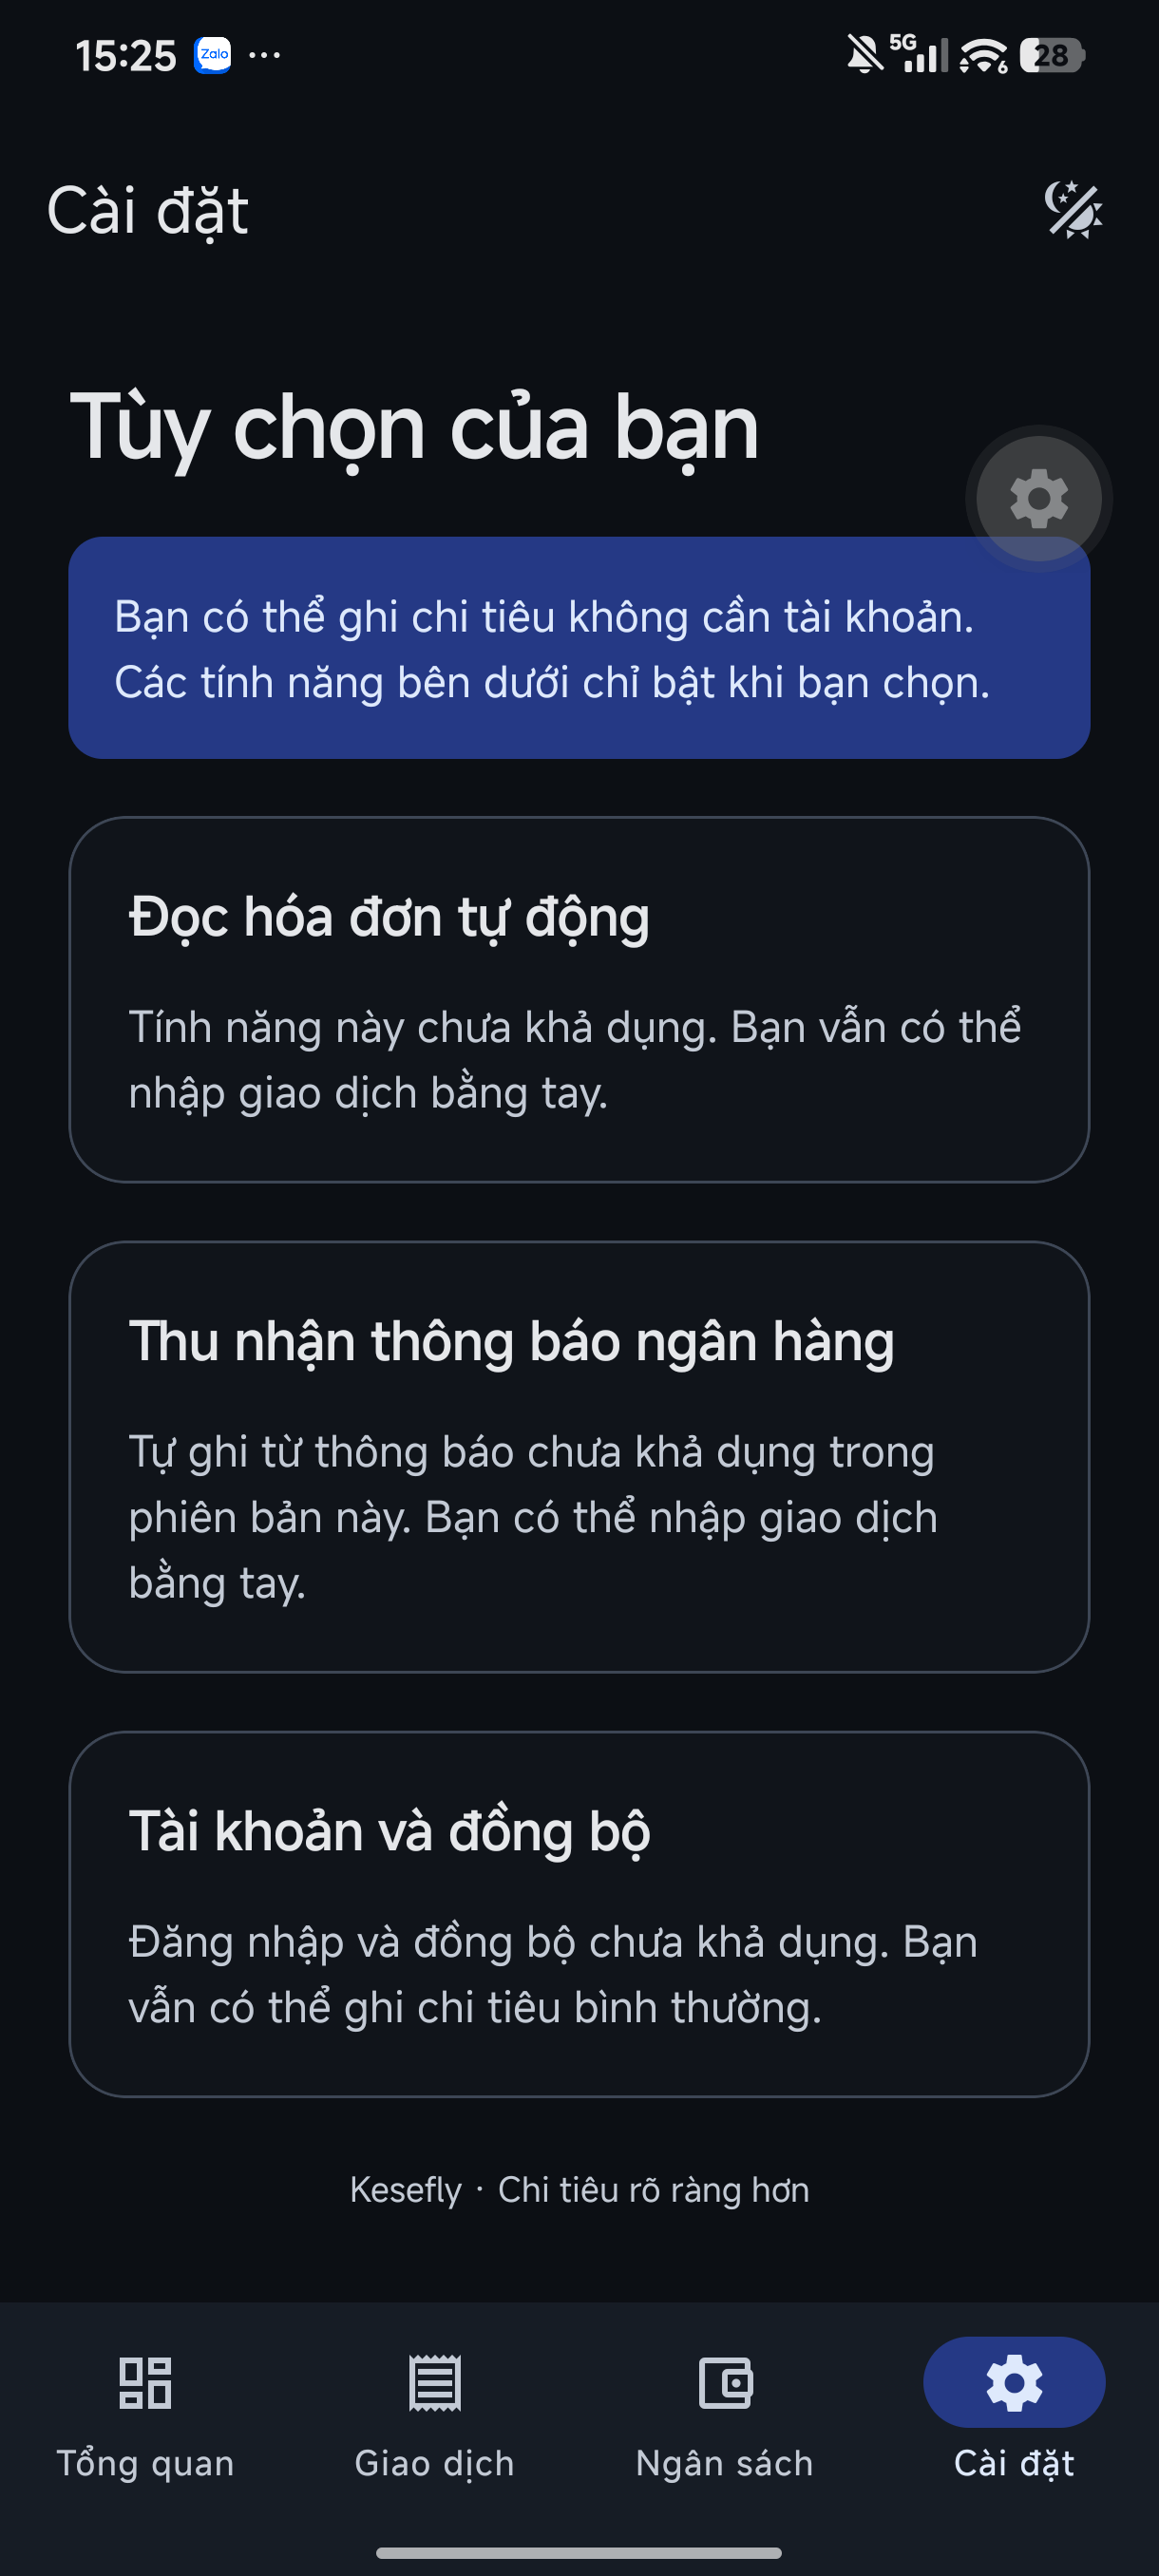 15:25 Zalo ... 5G 6 28
Cài đặt
Tùy chọn của bạn
Bạn có thể ghi chi tiêu không cần tài khoản.
Các tính năng bên dưới chỉ bật khi bạn chọn.
Đọc hóa đơn tự động
Tính năng này chưa khả dụng. Bạn vẫn có thể
nhập giao dịch bằng tay.
Thu nhận thông báo ngân hàng
Tự ghi từ thông báo chưa khả dụng trong
phiên bản này. Bạn có thể nhập giao dịch
bằng tay.
Tài khoản và đồng bộ
Đăng nhập và đồng bộ chưa khả dụng. Bạn
vẫn có thể ghi chi tiêu bình thường.
Kesefly · Chi tiêu rõ ràng hơn
Tổng quan Giao dịch Ngân sách Cài đặt